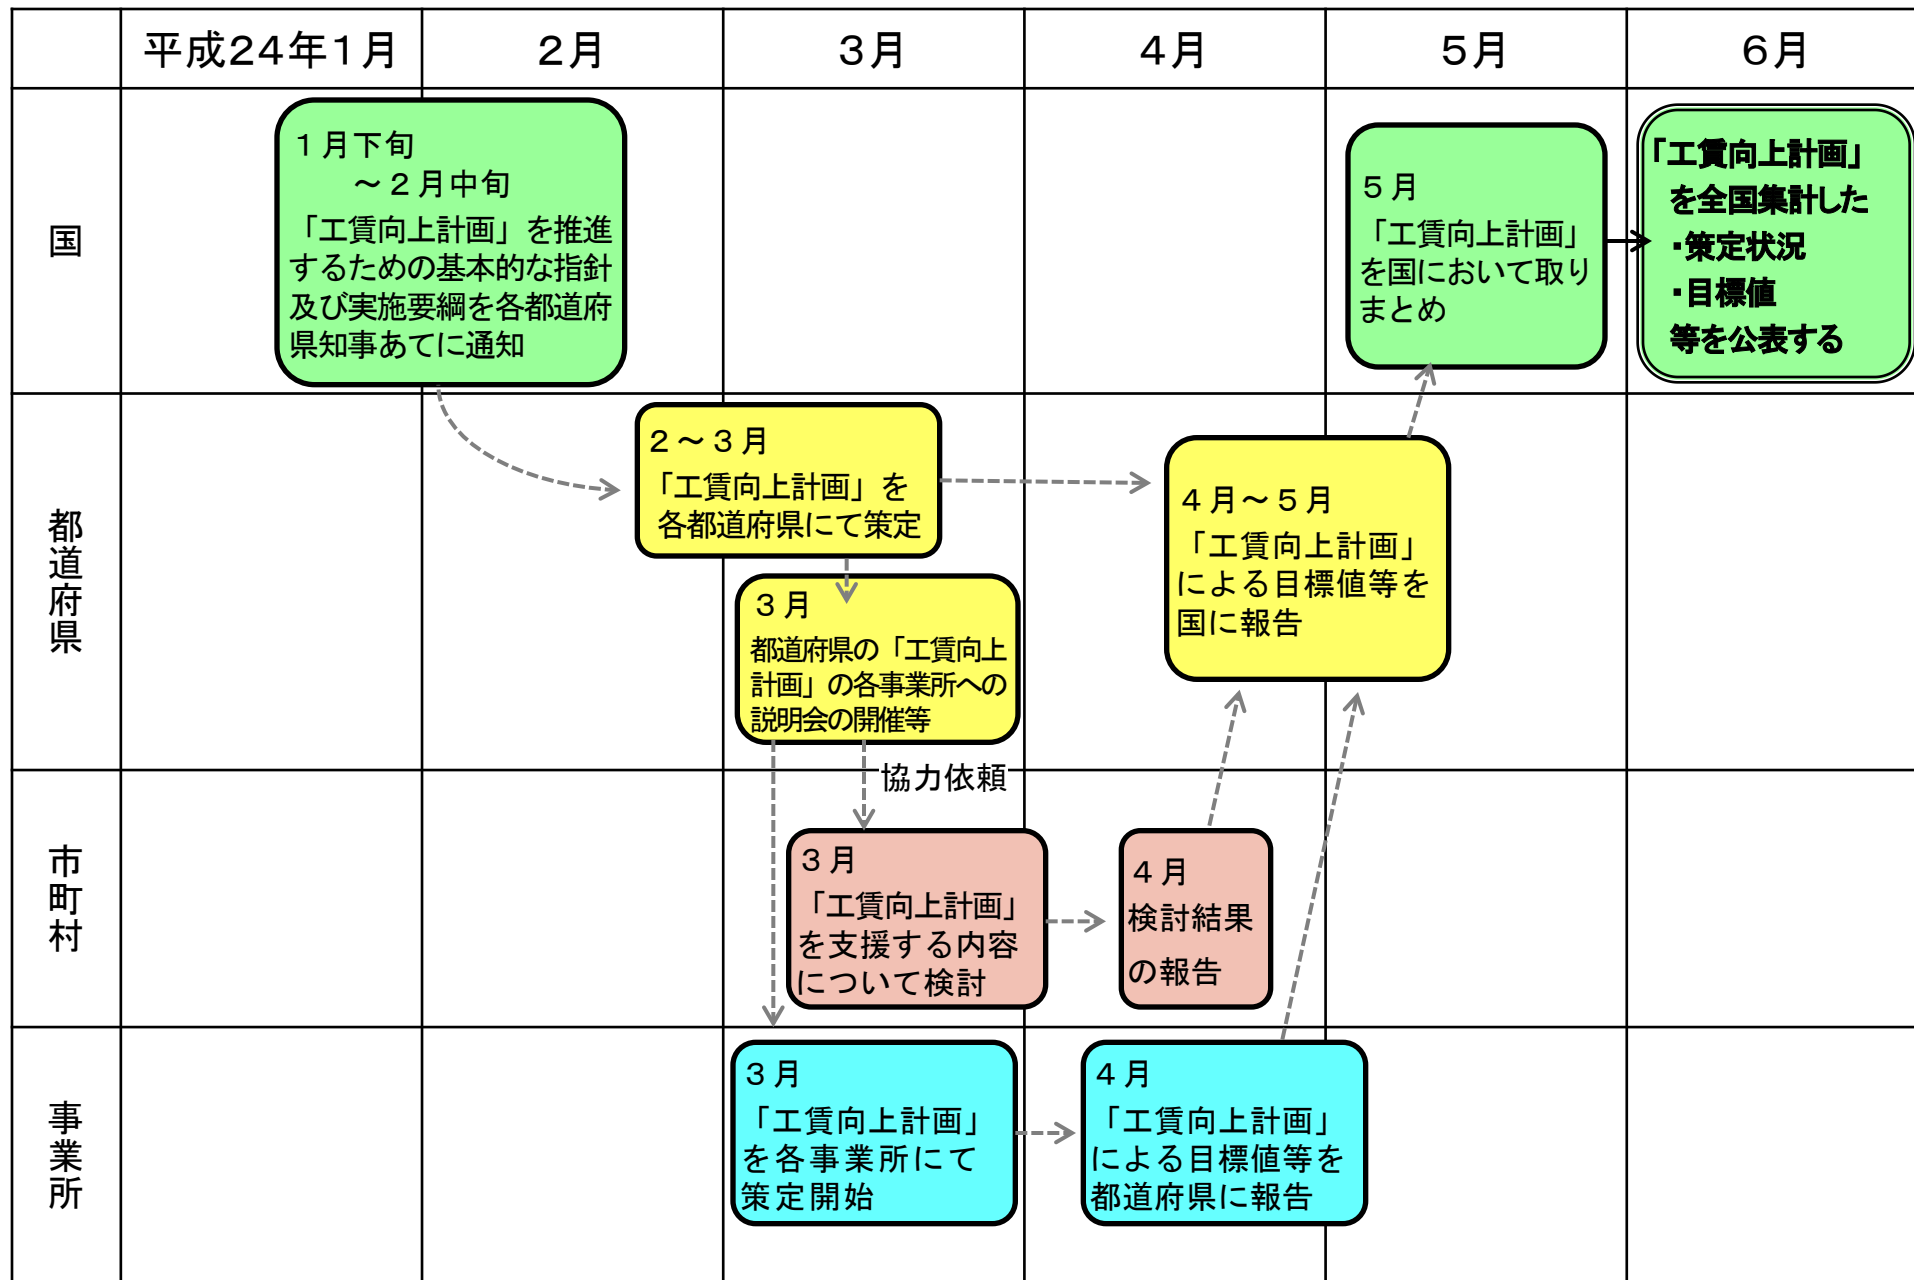 平成24年1月
2月
3月
4月
5月
6月
国
1月下旬
～2月中旬
「工賃向上計画」を推進
するための基本的な指針
及び実施要綱を各都道府
県知事あてに通知
5月
「工賃向上計画」
を国において取り
まとめ
「工賃向上計画」
を全国集計した
・策定状況
・目標値
等を公表する
都道府県
2～3月
「工賃向上計画」を
各都道府県にて策定
3月
都道府県の「工賃向上
計画」の各事業所への
説明会の開催等
4月～5月
「工賃向上計画」
による目標値等を
国に報告
協力依頼
市町村
3月
「工賃向上計画」
を支援する内容
について検討
4月
検討結果
の報告
事業所
3月
「工賃向上計画」
を各事業所にて
策定開始
4月
「工賃向上計画」
による目標値等を
都道府県に報告